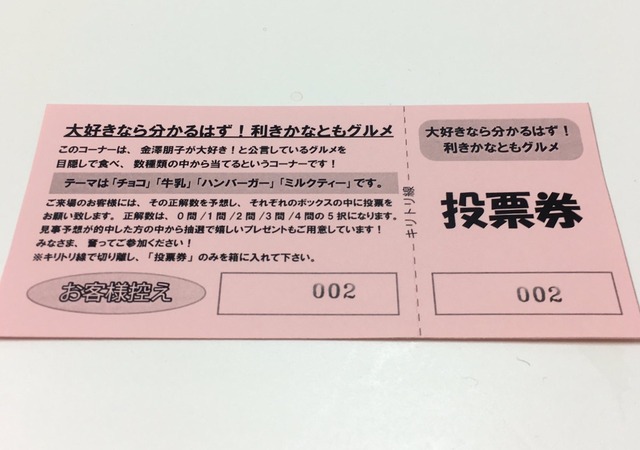 大好きなら分かるはず！利きかなともグルメ
このコーナーは、金澤朋子が大好き！と公言しているグルメを
目隠しで食べ、数種類の中から当てるというコーナーです！
テーマは「チョコ」「牛乳」「ハンバーガー」「ミルクティー」です。
ご来場のお客様には、その正解数を予想し、それぞれのボックスの中に投票を
お願い致します。正解数は、０問/１問/２問/３問/４問の５択になります。
見事予想が的中した方の中から抽選で嬉しいプレゼントもご用意しています！
みなさま、奮ってご参加ください！
※キリトリ線で切り離し、「投票券」のみを箱に入れて下さい。
お客様控え
002
キリトリ線
大好きなら分かるはず！
利きかなともグルメ
投票券
002